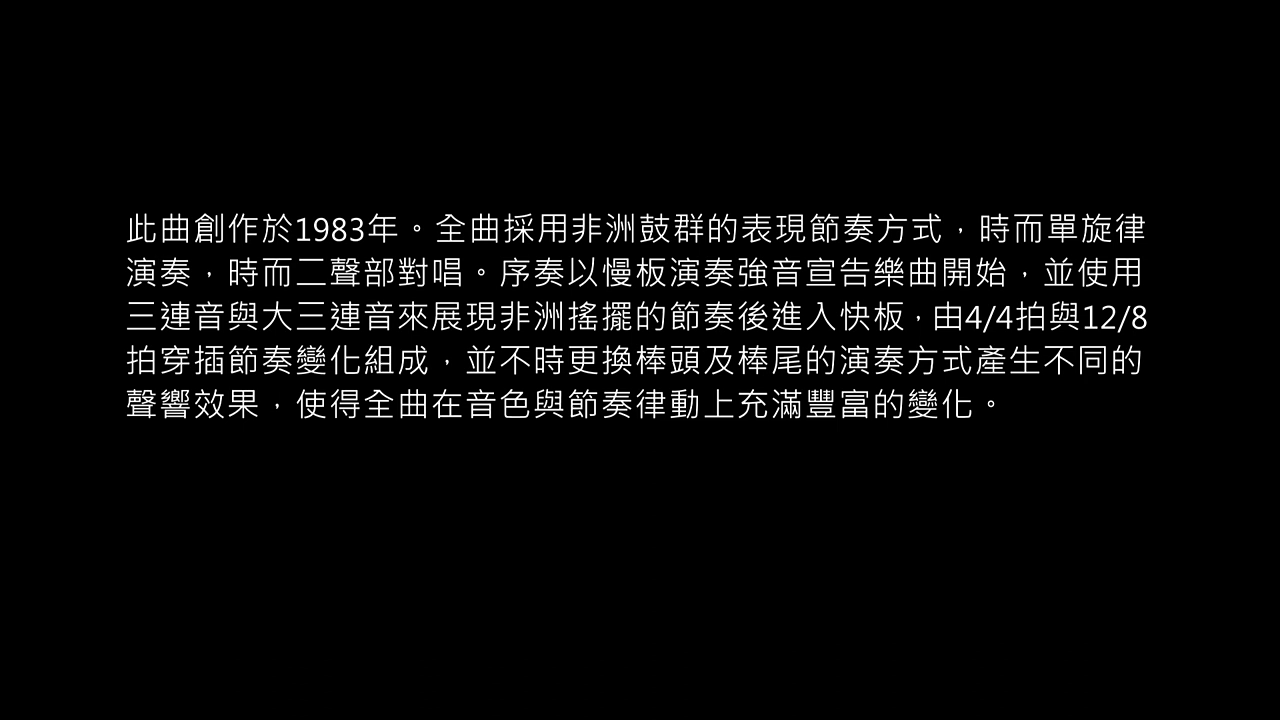 此曲創作於1983年。全曲採用非洲鼓群的表現節奏方式，時而單旋律
演奏，時而二聲部對唱。序奏以慢板演奏強音宣告樂曲開始，並使用
三連音與大三連音來展現非洲搖擺的節奏後進入快板，由4/4拍與12/8
拍穿插節奏變化組成，並不時更換棒頭及棒尾的演奏方式產生不同的
聲響效果，使得全曲在音色與節奏律動上充滿豐富的變化。